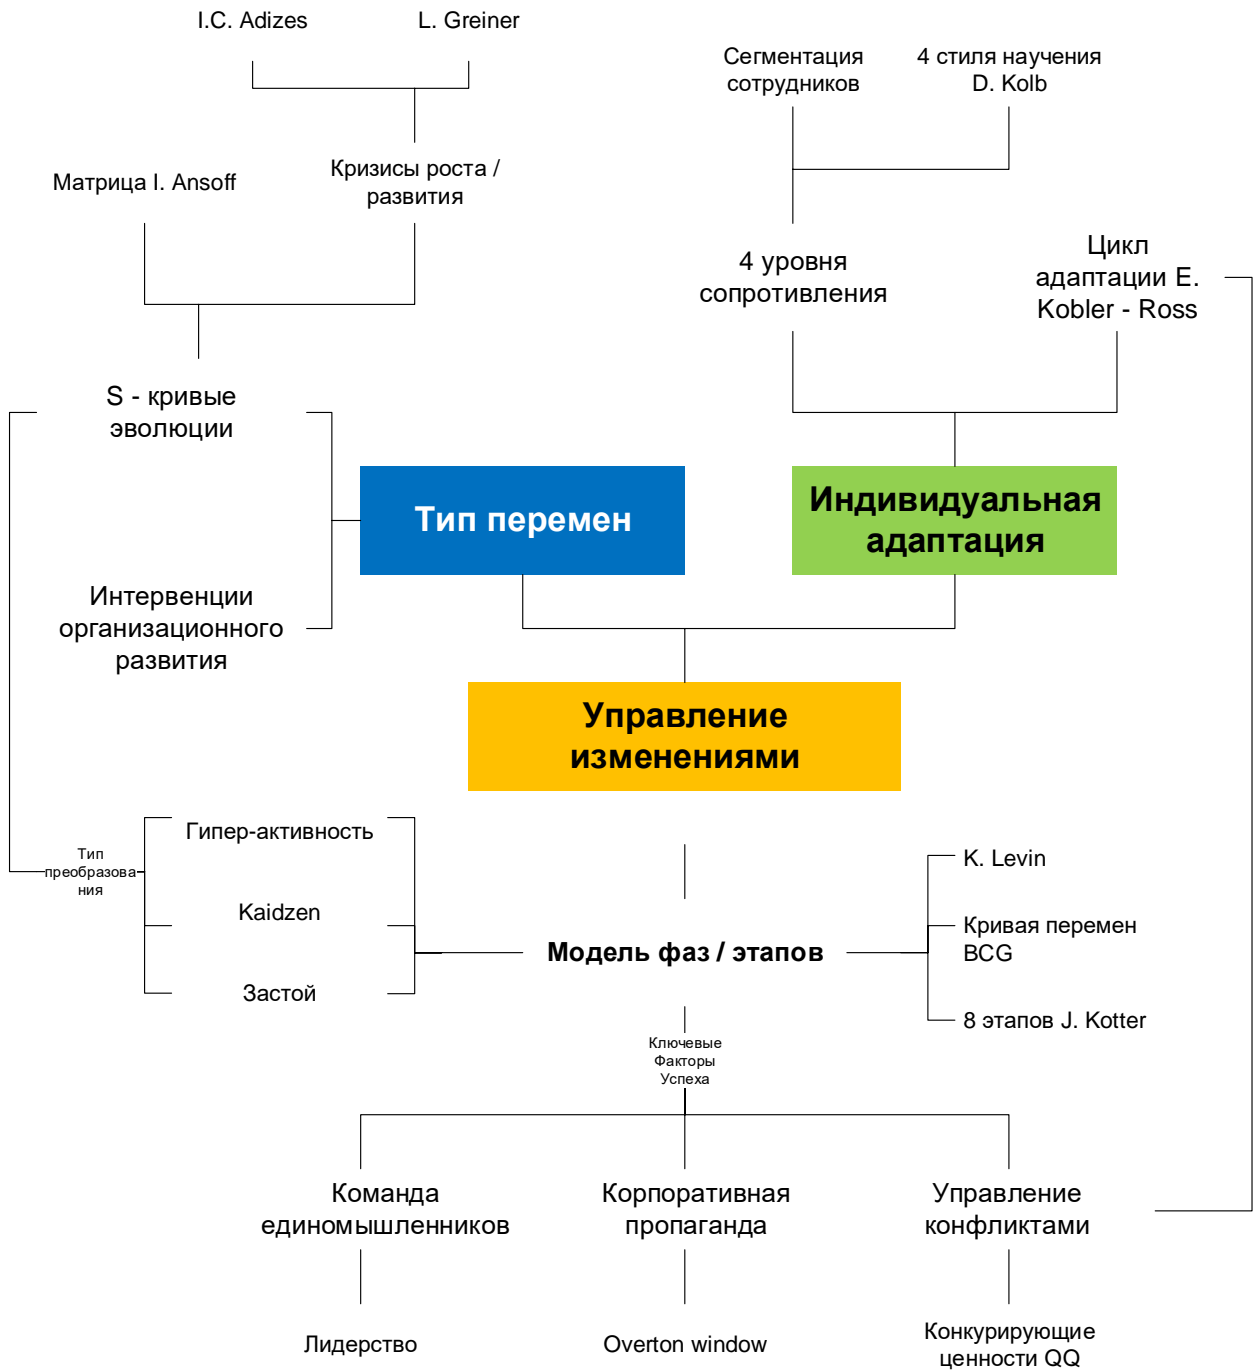 I.C. Adizes
L. Greiner
Сегментация
сотрудников
4 стиля научения
D. Kolb
Матрица I. Ansoff
Кризисы роста /
развития
4 уровня
сопротивления
Цикл
адаптации E.
Kobler - Ross
S - кривые
эволюции
Тип перемен
Индивидуальная
адаптация
Интервенции
организационного
развития
Управление
изменениями
Гипер-активность
Тип
преобразова
ния
Kaidzen
Застой
Модель фаз / этапов
K. Levin
Кривая перемен
BCG
8 этапов J. Kotter
Ключевые
Факторы
Успеха
Команда
единомышленников
Корпоративная
пропаганда
Управление
конфликтами
Лидерство
Overton window
Конкурирующие
ценности QQ